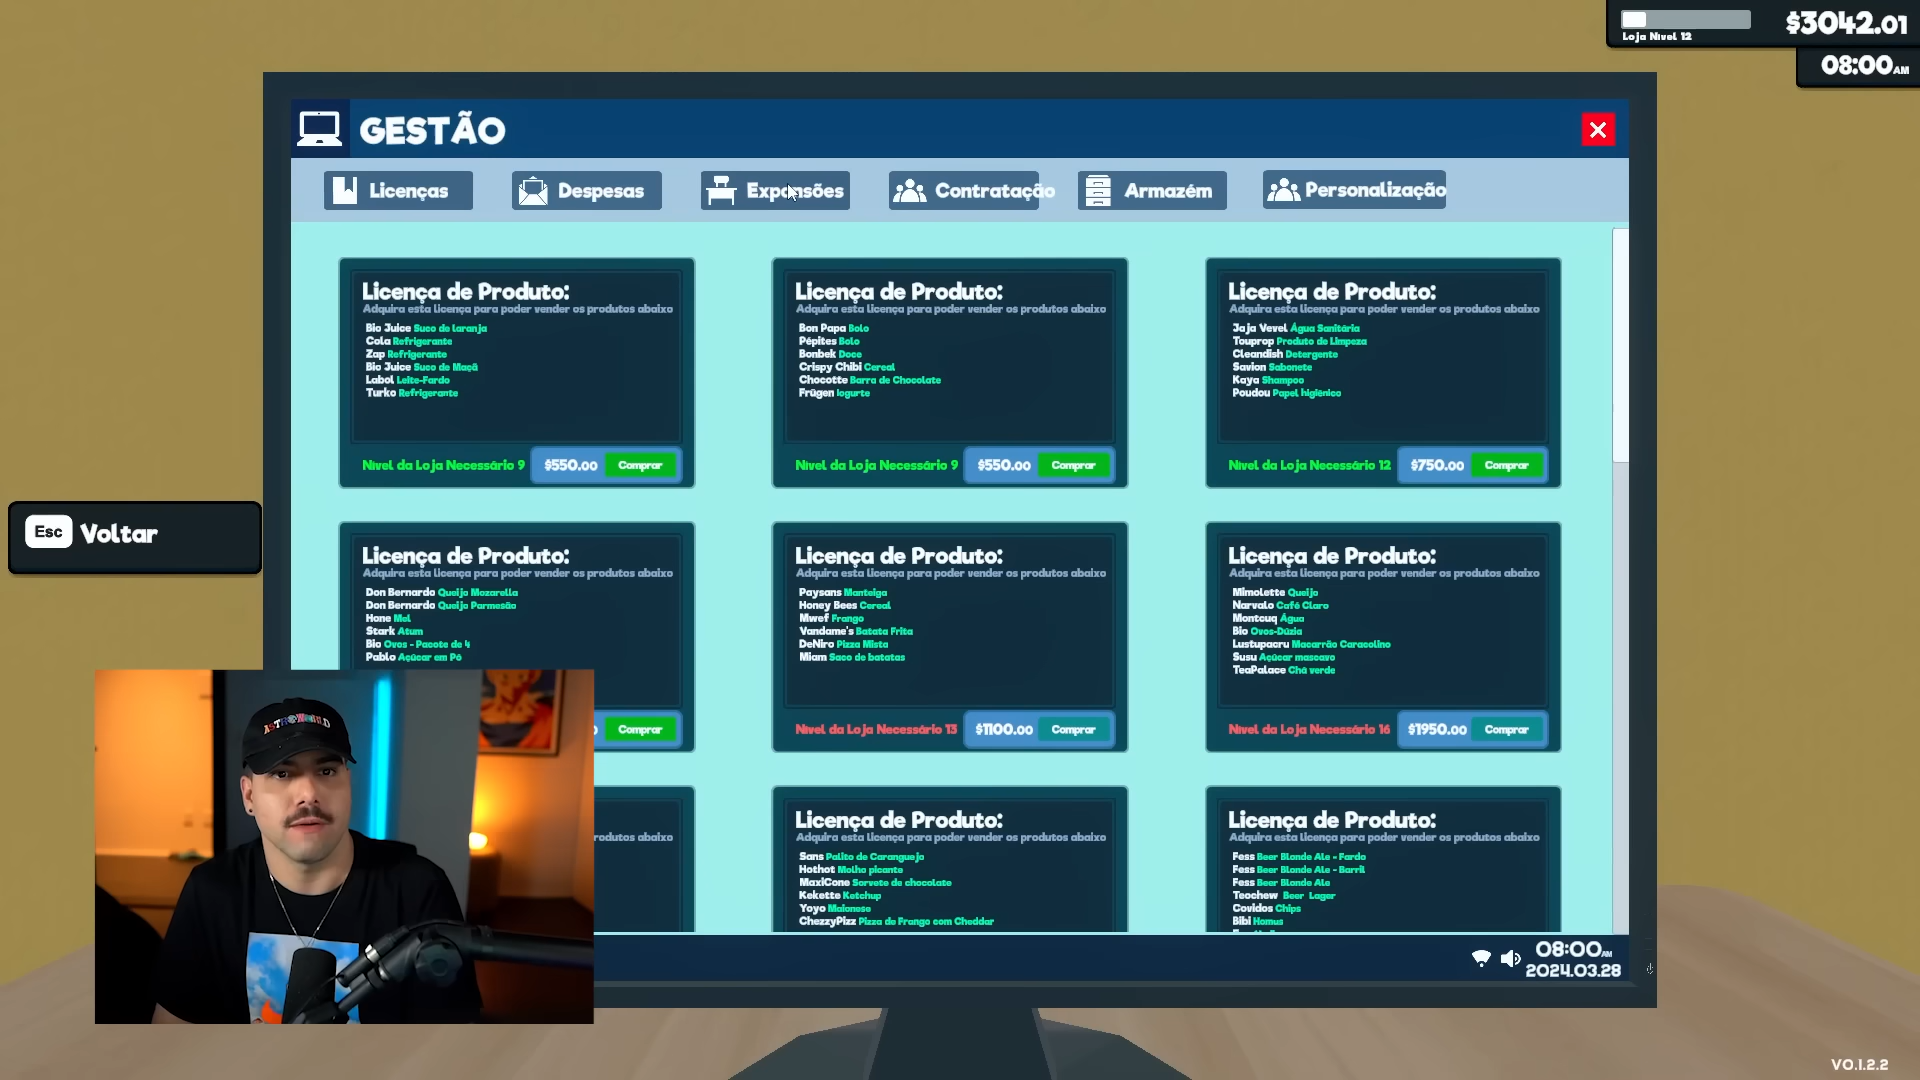 $3042.01
Loja Nivel 12
08:00AM
GESTÃO
Licenças
Despesas
Expansões
Contratação
Armazém
Personalização
Licença de Produto:
Adquira esta licença para poder vender os produtos abaixo
Bio Juice Suco de laranja
Cola Refrigerante
Zap Refrigerante
Bio Juice Suco de Maçã
Labol Leite-Fardo
Turko Refrigerante
Nivel da Loja Necessário 9
$550.00
Comprar
Licença de Produto:
Adquira esta licença para poder vender os produtos abaixo
Bon Papa Bolo
Pépites Bolo
Bonbek Doce
Crispy Chibi Cereal
Chocotte Barra de Chocolate
Frügen Iogurte
Nivel da Loja Necessário 9
$550.00
Comprar
Licença de Produto:
Adquira esta licença para poder vender os produtos abaixo
Jaja Vevel Água Sanitária
Touprop Produto de Limpeza
Cleandish Detergente
Savion Sabonete
Kaya Shampoo
Poudou Papel higiênico
Nivel da Loja Necessário 12
$750.00
Comprar
Esc Voltar
Licença de Produto:
Adquira esta licença para poder vender os produtos abaixo
Don Bernardo Queijo Mozarella
Don Bernardo Queijo Parmesão
Hone Mel
Stark Atum
Bio Ovos - Pacote de 4
Pablo Açúcar em Pó
Comprar
Licença de Produto:
Adquira esta licença para poder vender os produtos abaixo
Paysans Manteiga
Honey Bees Cereal
Mwef Frango
Vandame's Batata Frita
DeNiro Pizza Mista
Miam Saco de batatas
Nivel da Loja Necessário 13
$1100.00
Comprar
Licença de Produto:
Adquira esta licença para poder vender os produtos abaixo
Mimolette Queijo
Narvalo Café Claro
Montcuq Água
Bio Ovos-Dúzia
Lustupacru Macarrão Caracolino
Susu Açúcar mascavo
TeaPalace Chá verde
Nivel da Loja Necessário 16
$1950.00
Comprar
rodutos abaixo
Licença de Produto:
Adquira esta licença para poder vender os produtos abaixo
Sans Palito de Caranguejo
Hothot Molho picante
MaxiCone Sorvete de chocolate
Kekette Ketchup
Yoyo Maionese
ChezzyPizz Pizza de Frango com Cheddar
Licença de Produto:
Adquira esta licença para poder vender os produtos abaixo
Fess Beer Blonde Ale - Fardo
Fess Beer Blonde Ale - Barril
Fess Beer Blonde Ale
Teochew Beer Lager
Covidos Chips
Bibi Homus
ASTROWORLD
08:00AM
2024.03.28
V0.1.2.2